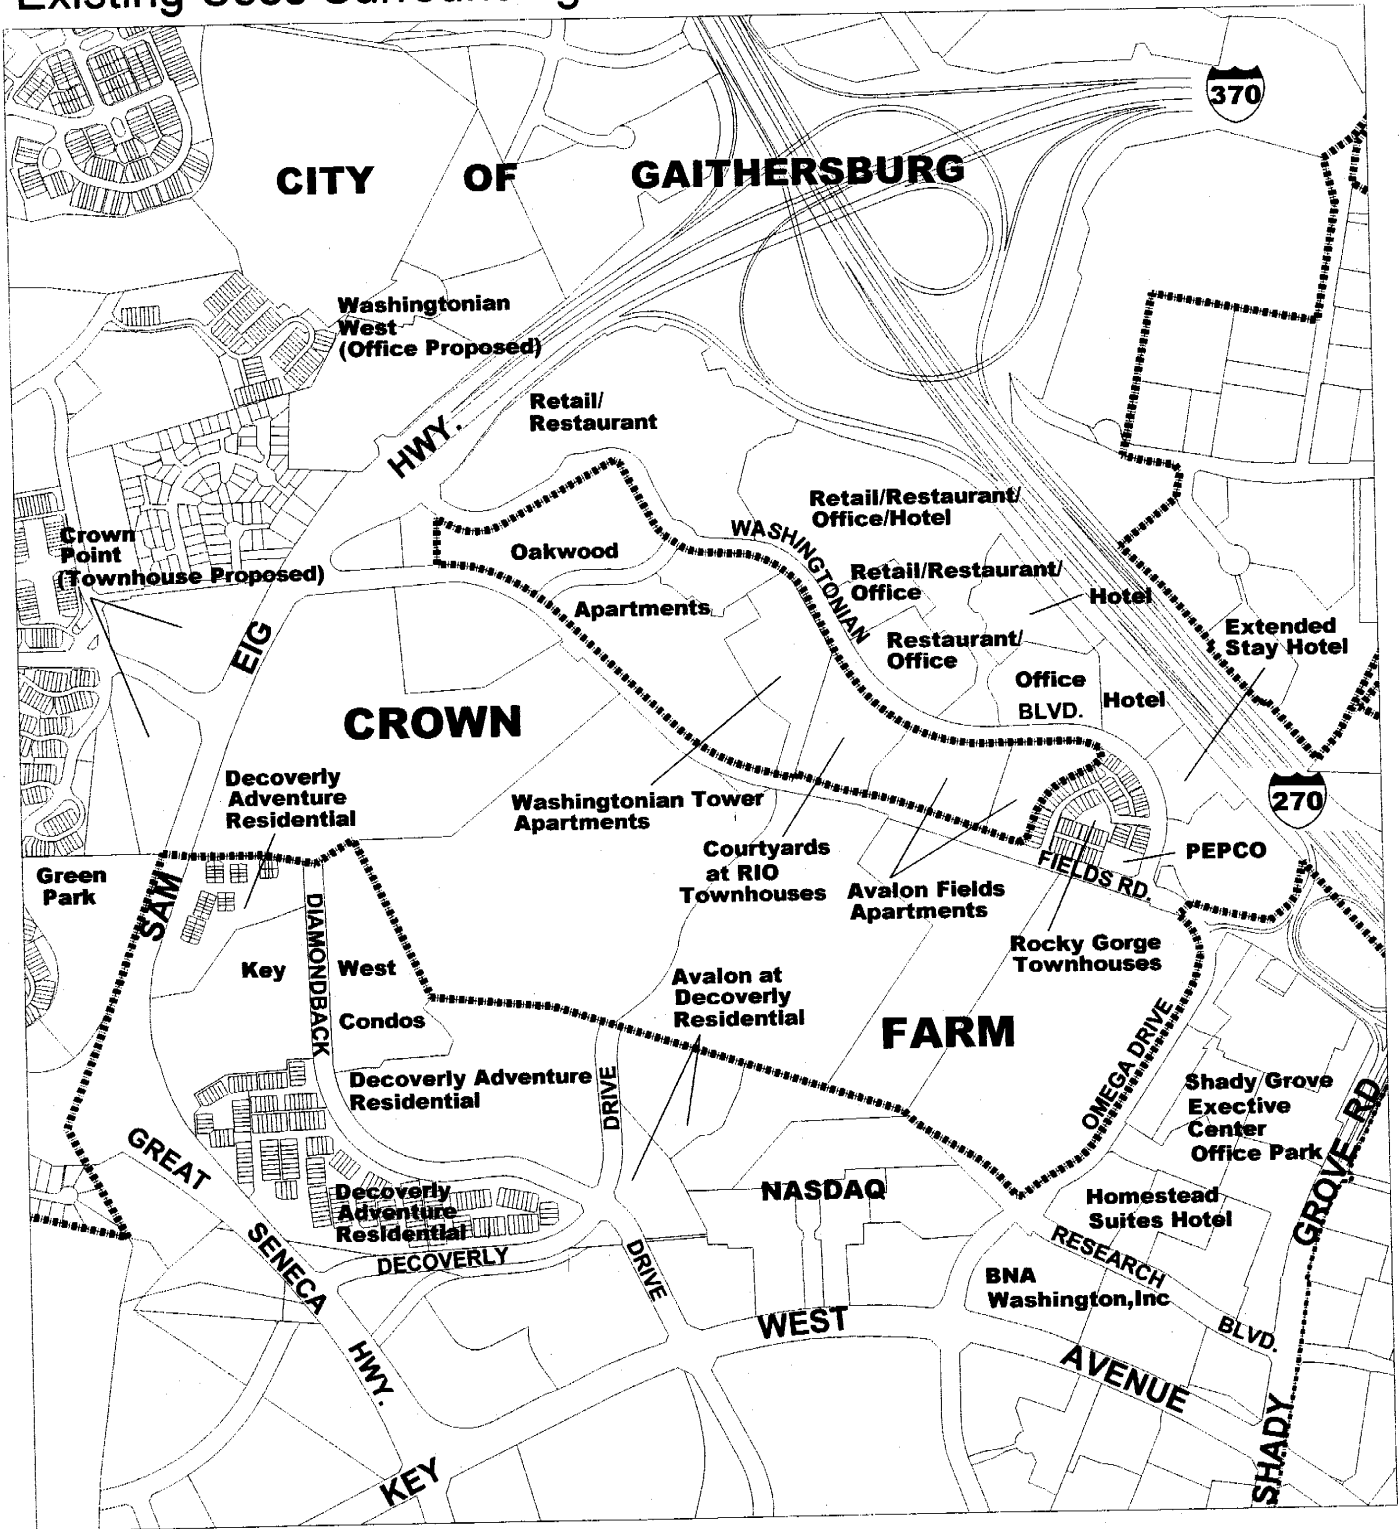 370
CITY OF GAITHERSBURG
Washingtonian
West
(Office Proposed)
Retail/
Restaurant
HWY.
Retail/Restaurant/
Office/Hotel
WASHINGTONIAN
Crown
Point
(Townhouse Proposed)
Oakwood
Apartments
Retail/Restaurant/
Office
Hotel
Restaurant/
Office
Extended
Stay Hotel
EIG
Office
BLVD.
Hotel
CROWN
Decoverly
Adventure
Residential
Washingtonian Tower
Apartments
270
Courtyards
at RIO
Townhouses
PEPCO
FIELDS RD.
Green
Park
SAM
Avalon Fields
Apartments
DIAMONDBACK
Key West
Condos
Rocky Gorge
Townhouses
Avalon at
Decoverly
Residential
FARM
OMEGA DRIVE
Decoverly Adventure
Residential
DRIVE
Shady Grove
Exective
Center
Office Park
GROVE RD
GREAT
Decoverly
Adventure
Residential
NASDAQ
Homestead
Suites Hotel
SENECA
DECOVERLY
DRIVE
RESEARCH
BNA
Washington,Inc
BLVD.
WEST
HWY.
AVENUE
KEY
SHADY